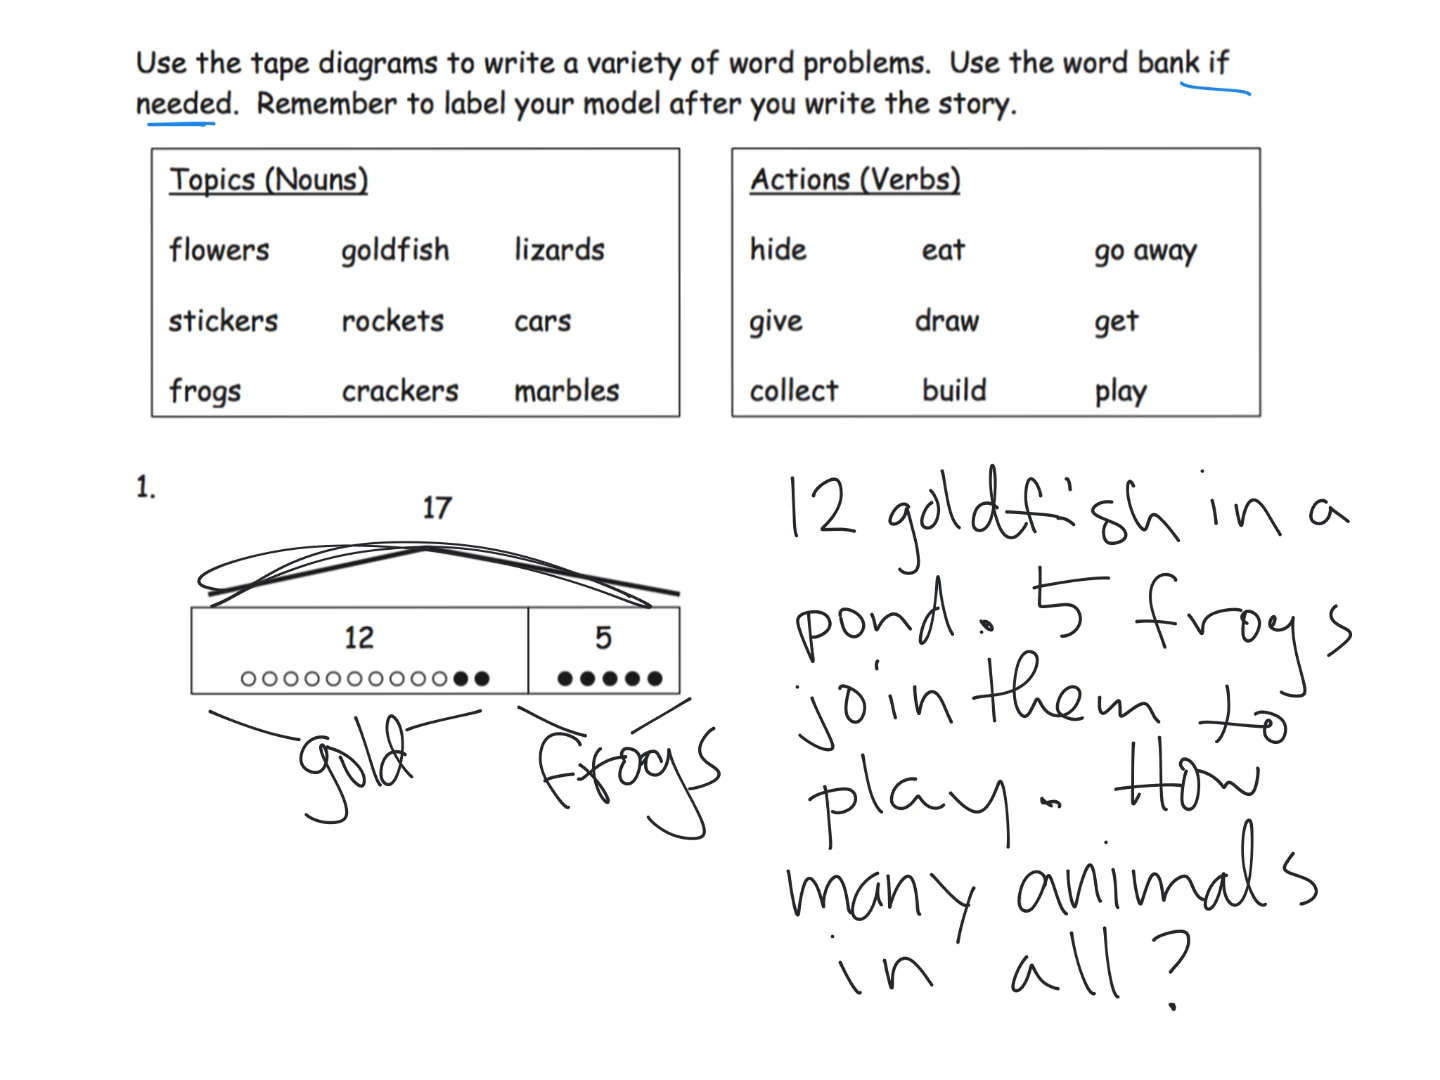 Use the tape diagrams to write a variety of word problems. Use the word bank if
needed. Remember to label your model after you write the story.
Topics (Nouns)
flowers goldfish lizards
stickers rockets cars
frogs crackers marbles
Actions (Verbs)
hide eat go away
give draw get
collect build play
1.
17
12 5
gold frogs
12 goldfish in a
pond. 5 frogs
join them to
play. How
many animals
in all?